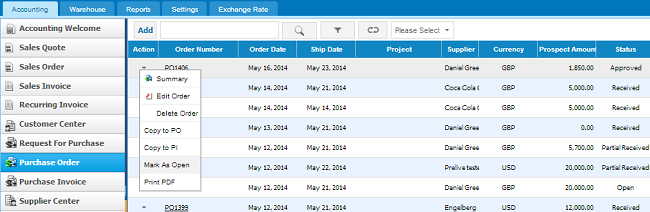 Accounting Warehouse Reports Settings Exchange Rate
Accounting Welcome
Sales Quote
Sales Order
Sales Invoice
Recurring Invoice
Customer Center
Request For Purchase
Purchase Order
Purchase Invoice
Supplier Center
Add Please Select
Action Order Number Order Date Ship Date Project Supplier Currency Prospect Amoun Status
PO1406 May 16, 2014 May 23, 2014 Daniel Gree GBP 1,850.00 Approved
May 14, 2014 May 21, 2014 Coca Cola C GBP 5,000.00 Received
May 14, 2014 May 21, 2014 Coca Cola C GBP 5,000.00 Received
May 13, 2014 May 21, 2014 Daniel Gree GBP 0.00 Received
May 12, 2014 May 21, 2014 Daniel Gree GBP 5,700.00 Partial Received
May 12, 2014 May 22, 2014 Prelive teste USD 20,000.00 Partial Received
May 12, 2014 May 21, 2014 Daniel Gree GBP 20,000.00 Open
PO1399 May 12, 2014 May 21, 2014 Engelberg USD 12,000.00 Received
Summary
Edit Order
Delete Order
Copy to PO
Copy to PI
Mark As Open
Print PDF